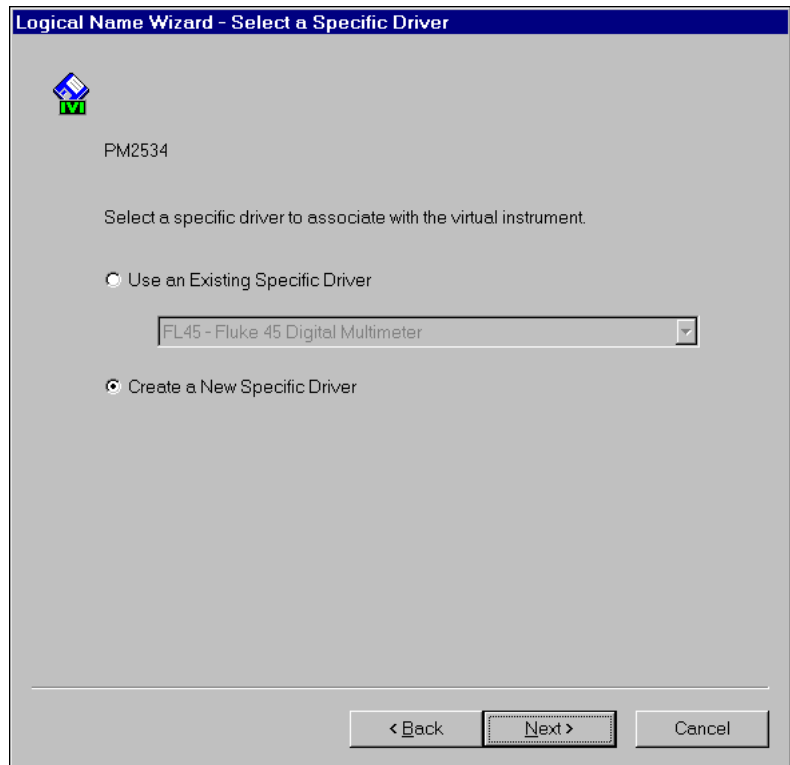 Logical Name Wizard - Select a Specific Driver
IVI
PM2534
Select a specific driver to associate with the virtual instrument.
Use an Existing Specific Driver
FL45 - Fluke 45 Digital Multimeter
Create a New Specific Driver
< Back
Next >
Cancel